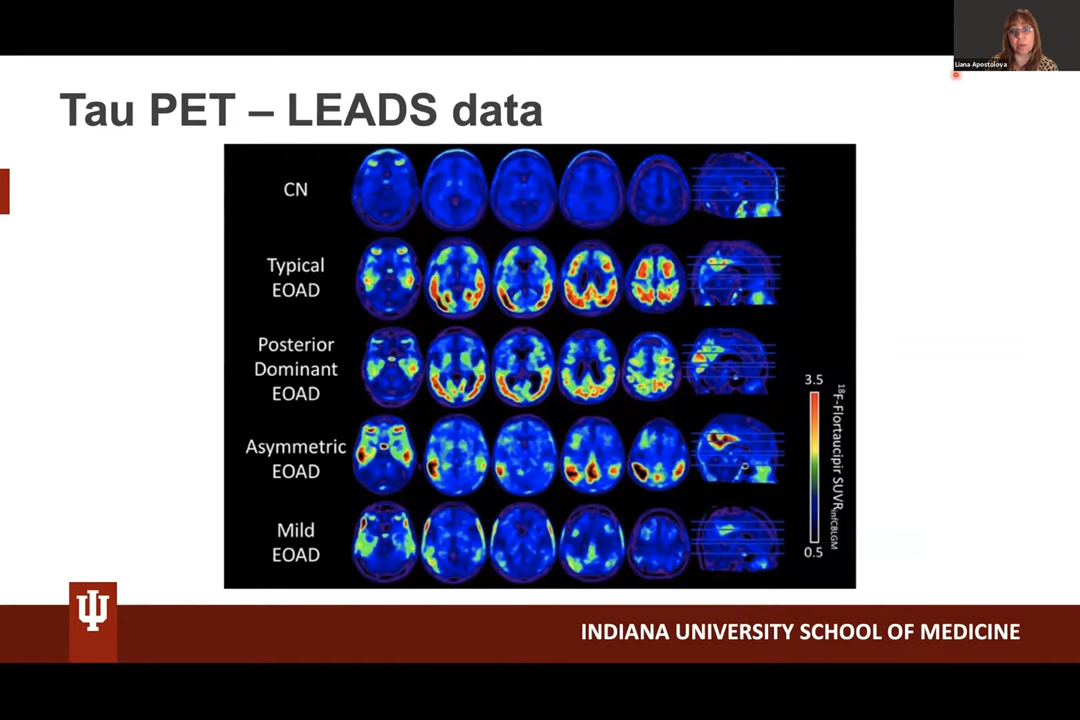 Liana Apostolova
Tau PET – LEADS data
CN
Typical
EOAD
Posterior
Dominant
EOAD
Asymmetric
EOAD
Mild
EOAD
3.5
18F-Flortaucipir SUVR infCBLGM
0.5
INDIANA UNIVERSITY SCHOOL OF MEDICINE